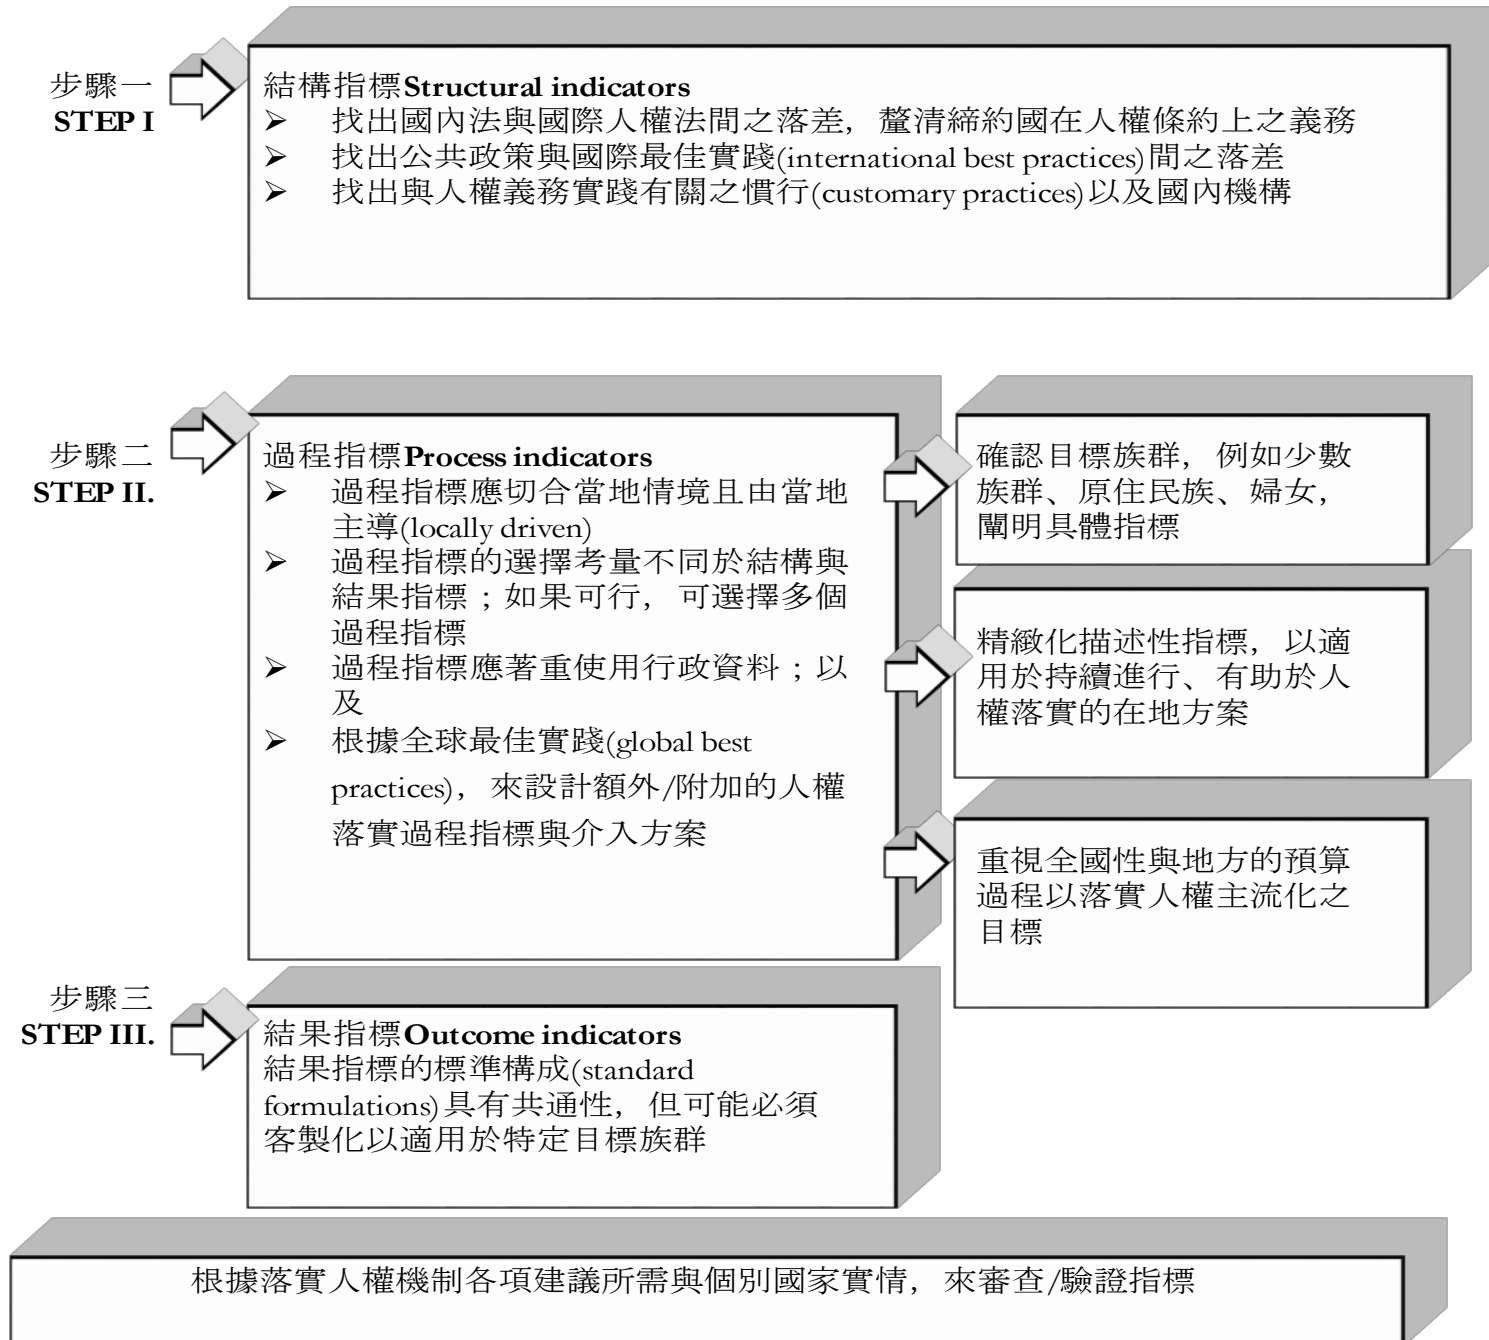 步驟一
STEP I
結構指標Structural indicators
➢ 找出國內法與國際人權法間之落差，釐清締約國在人權條約上之義務
➢ 找出公共政策與國際最佳實踐(international best practices)間之落差
➢ 找出與人權義務實踐有關之慣行(customary practices)以及國內機構
步驟二
STEP II.
過程指標Process indicators
➢ 過程指標應切合當地情境且由當地
主導(locally driven)
➢ 過程指標的選擇考量不同於結構與
結果指標；如果可行，可選擇多個
過程指標
➢ 過程指標應著重使用行政資料；以
及
➢ 根據全球最佳實踐(global best
practices)，來設計額外/附加的人權
落實過程指標與介入方案
確認目標族群，例如少數
族群、原住民族、婦女，
闡明具體指標
精緻化描述性指標，以適
用於持續進行、有助於人
權落實的在地方案
重視全國性與地方的預算
過程以落實人權主流化之
目標
步驟三
STEP III.
結果指標Outcome indicators
結果指標的標準構成(standard
formulations)具有共通性，但可能必須
客製化以適用於特定目標族群
根據落實人權機制各項建議所需與個別國家實情，來審查/驗證指標